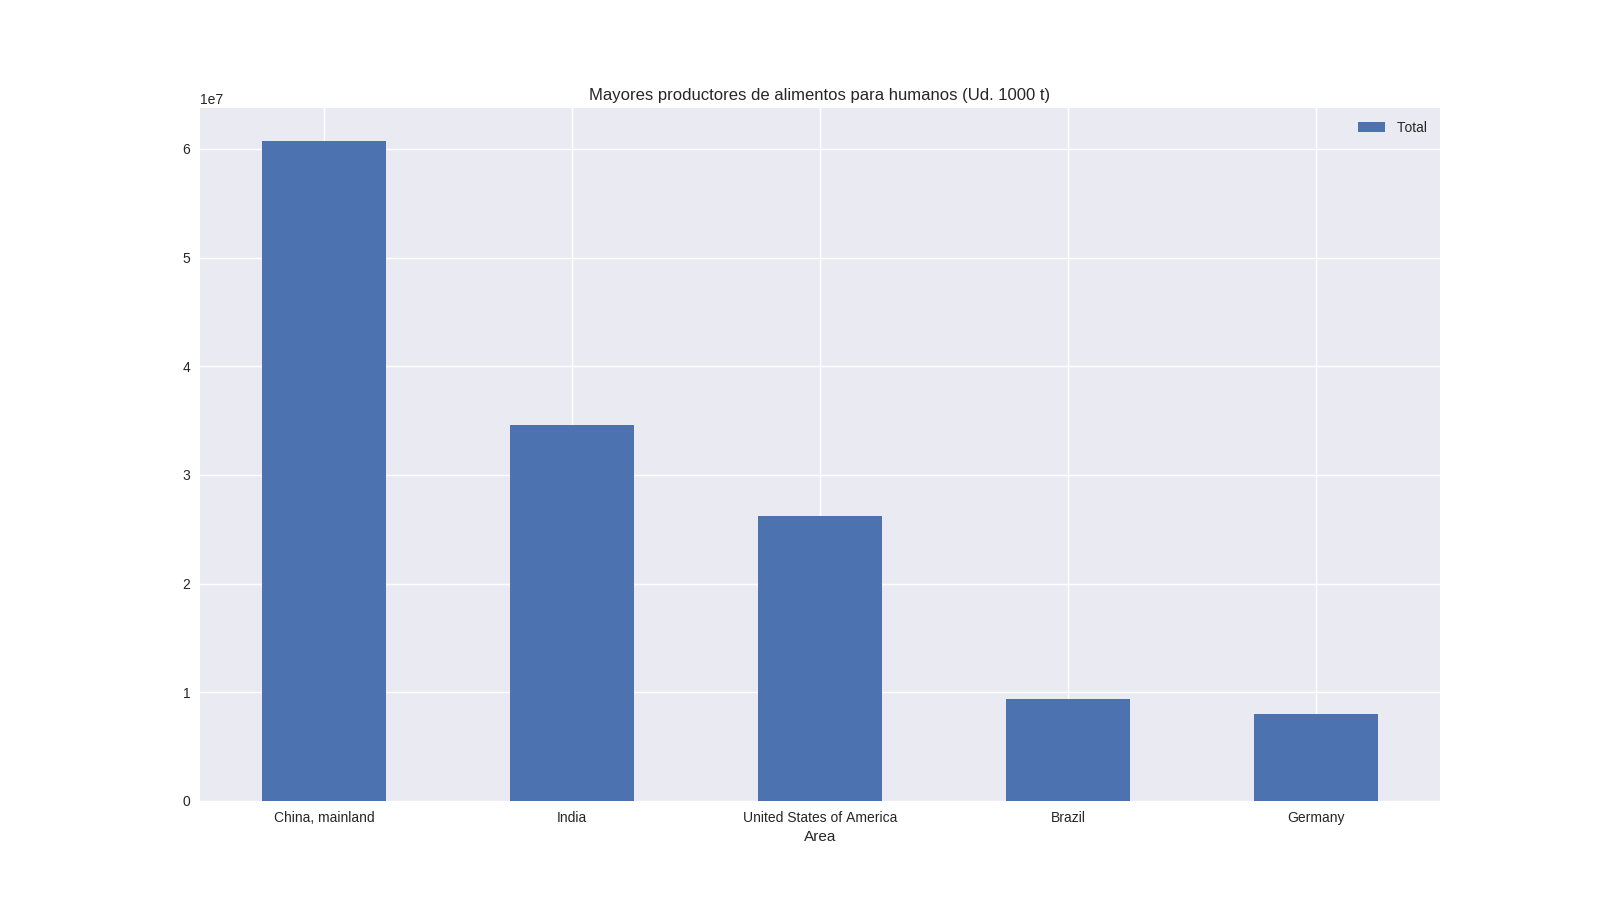 Mayores productores de alimentos para humanos (Ud. 1000 t)
1e7
Total
6
5
4
3
2
1
0
China, mainland
India
United States of America
Brazil
Germany
Area